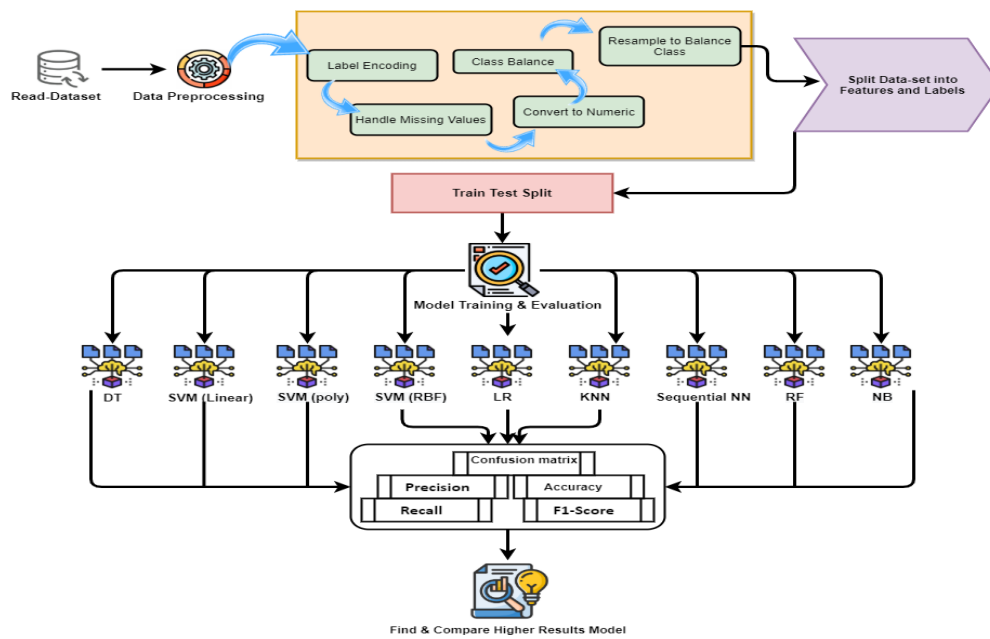 Read-Dataset
Data Preprocessing
Label Encoding
Handle Missing Values
Convert to Numeric
Class Balance
Resample to Balance
Class
Split Data-set into
Features and Labels
Train Test Split
Model Training & Evaluation
DT
SVM (Linear)
SVM (poly)
SVM (RBF)
LR
KNN
Sequential NN
RF
NB
Confusion matrix
Precision
Accuracy
Recall
F1-Score
Find & Compare Higher Results Model